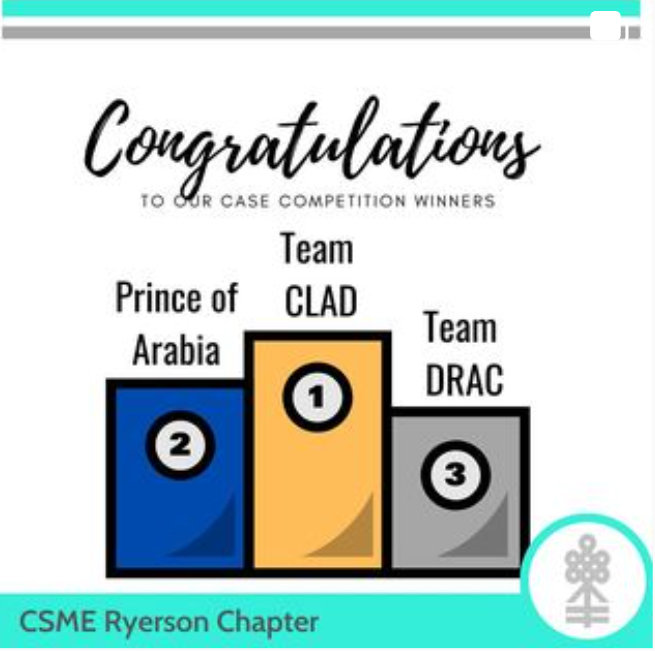 Congratulations
TO OUR CASE COMPETITION WINNERS
Team
CLAD
Prince of
Arabia
Team
DRAC
1
2
3
CSME Ryerson Chapter